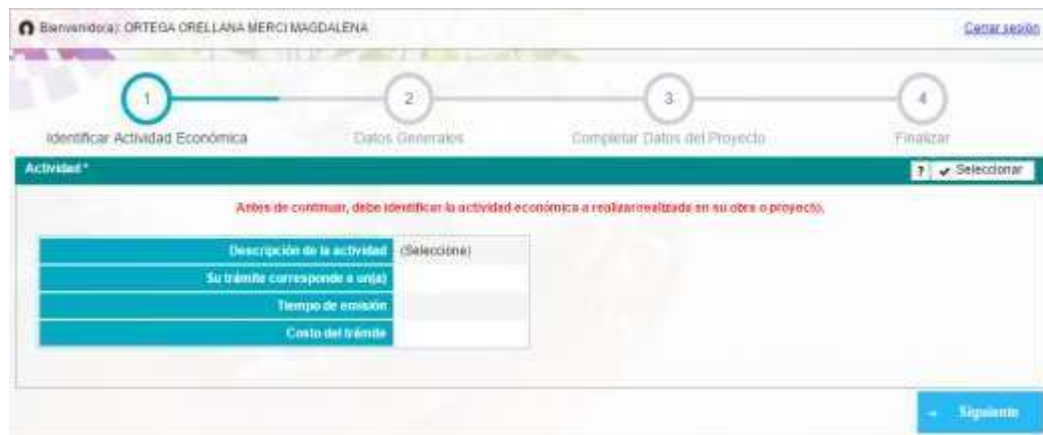 Bienvenido(a): ORTEGA ORELLANA MERCI MAGDALENA
Cerrar sesión
1
2
3
4
Identificar Actividad Económica
Datos Generales
Completar Datos del Proyecto
Finalizar
Actividad *
? Seleccionar
Antes de continuar, debe identificar la actividad económica a realizar/realizada en su obra o proyecto.
Descripción de la actividad (Seleccione)
Su trámite corresponde a un(a)
Tiempo de emisión
Costo del trámite
Siguiente